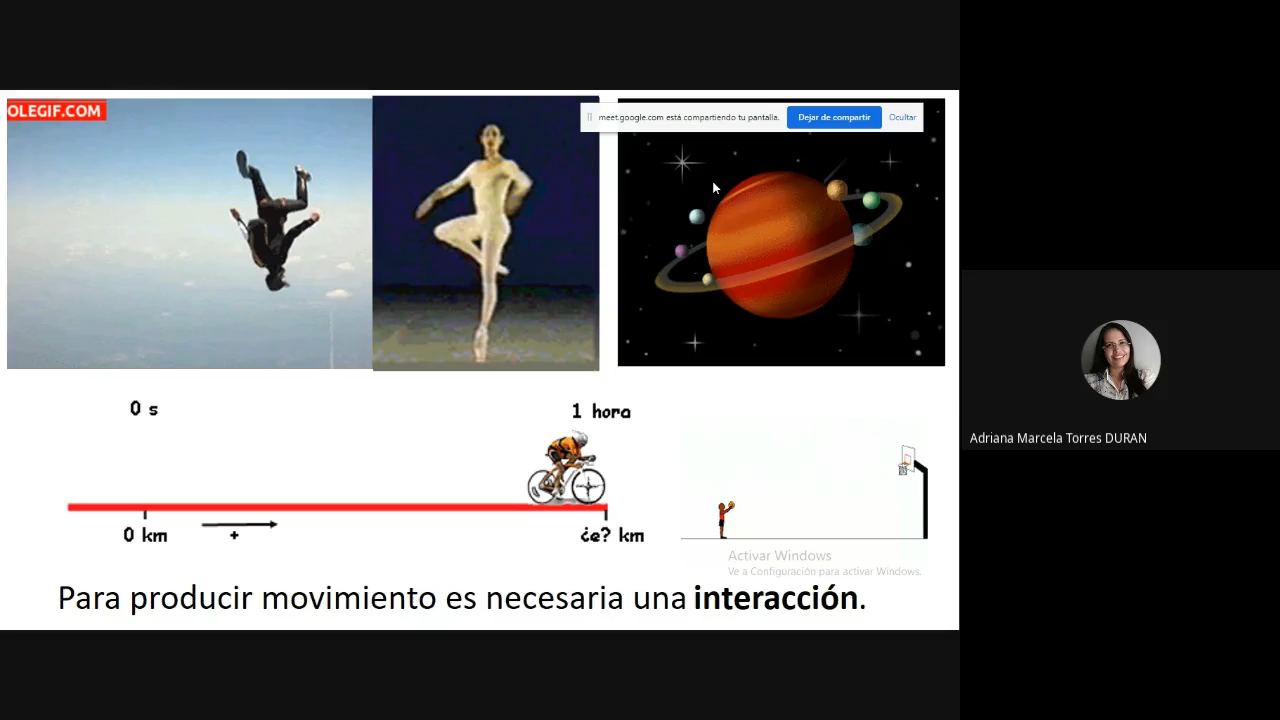 OLEGIF.COM
meet.google.com está compartiendo tu pantalla.
Dejar de compartir
Ocultar
0 s
1 hora
0 km
+
¿e? km
Adriana Marcela Torres DURAN
Activar Windows
Ve a Configuración para activar Windows.
Para producir movimiento es necesaria una interacción.